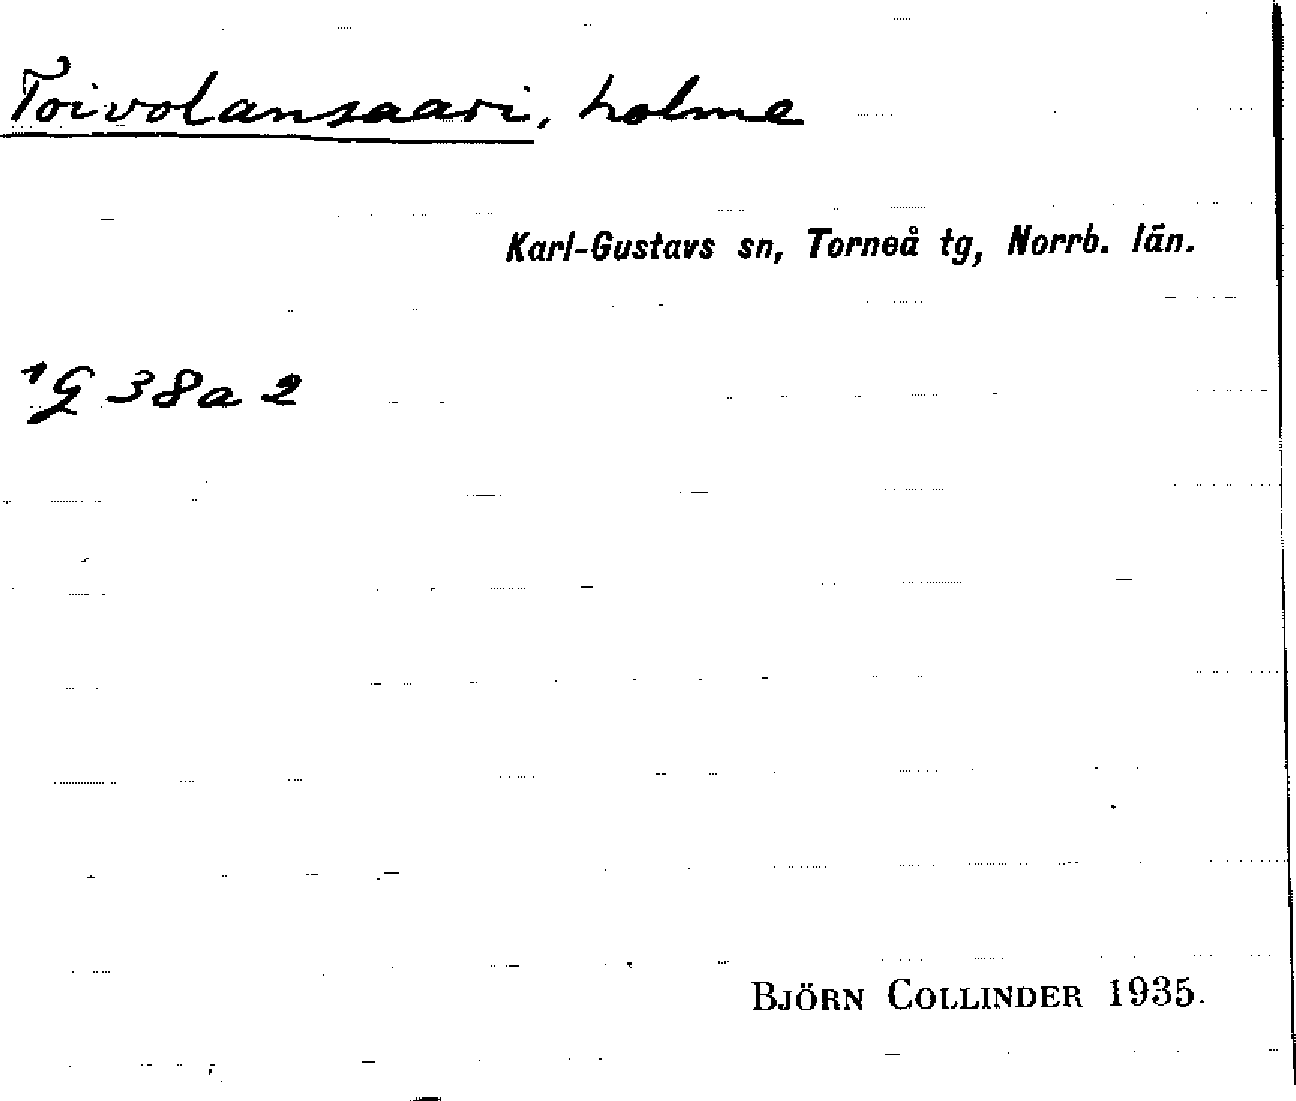 Toivolansaari, holme
Karl-Gustavs sn, Torneå tg, Norrb. län.
1G 38a 2
BJÖRN COLLINDER 1935.